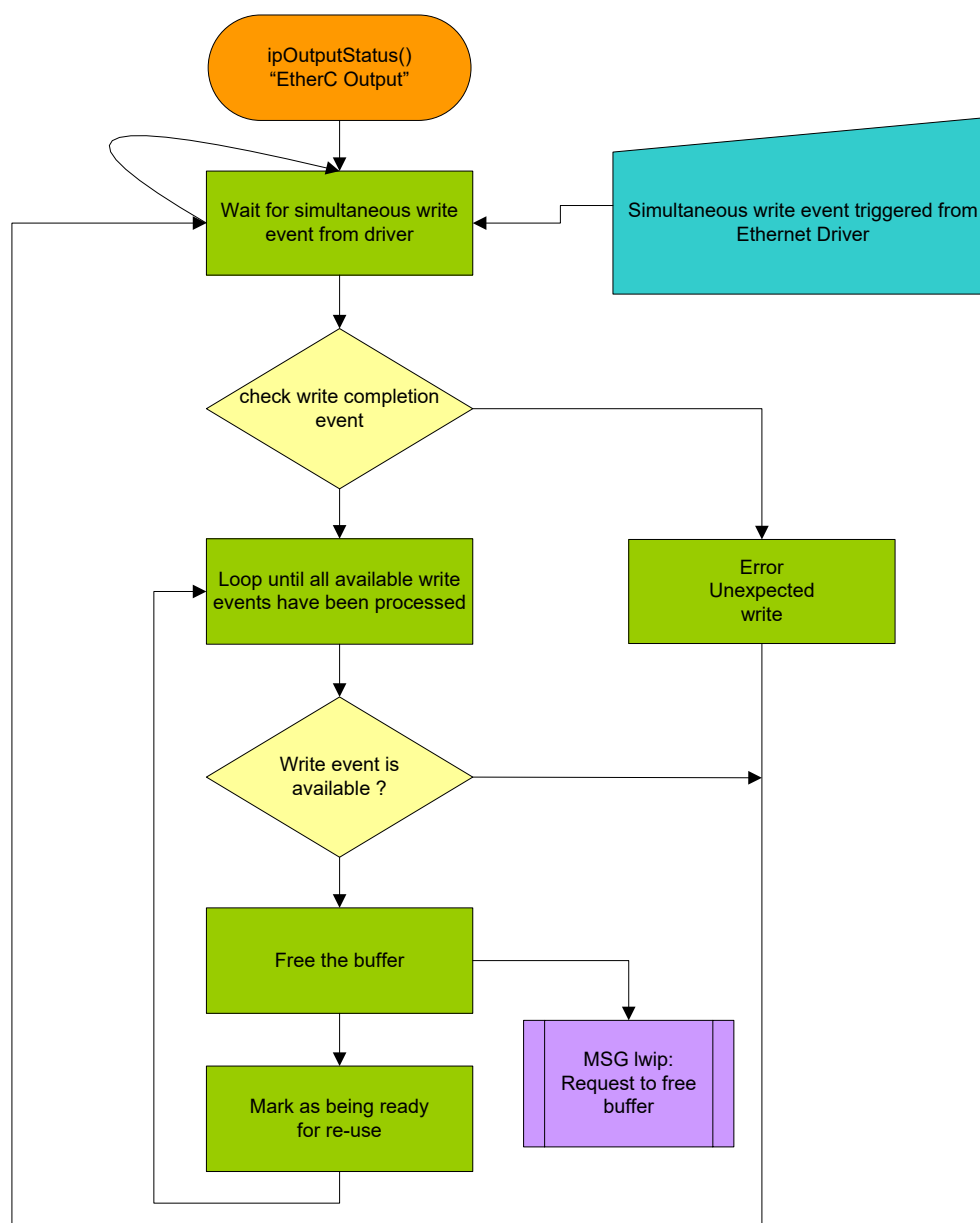 ipOutputStatus()
“EtherC Output”
Wait for simultaneous write
event from driver
Simultaneous write event triggered from
Ethernet Driver
check write completion
event
Loop until all available write
events have been processed
Error
Unexpected
write
Write event is
available ?
Free the buffer
MSG lwip:
Request to free
buffer
Mark as being ready
for re-use